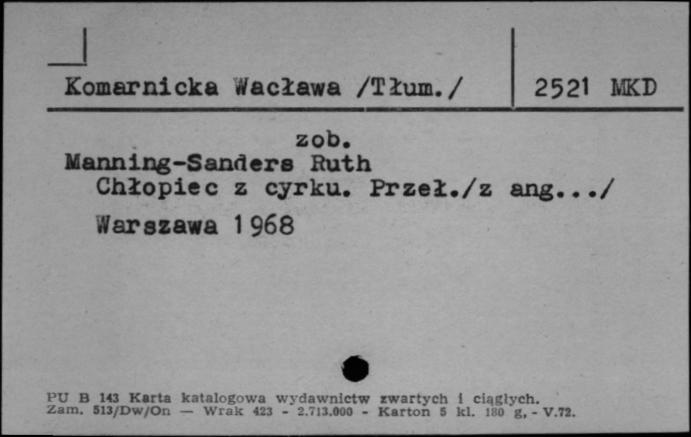 Komarnicka Wacława /Tłum./ 2521 MKD
zob.
Manning-Sanders Ruth
Chłopiec z cyrku. Przeł./z ang.../
Warszawa 1968
PU B 143 Karta katalogowa wydawnictw zwartych i ciągłych.
Zam. 513/Dw/On — Wrak 423 - 2.713.000 - Karton 5 kl. 180 g, - V.72.